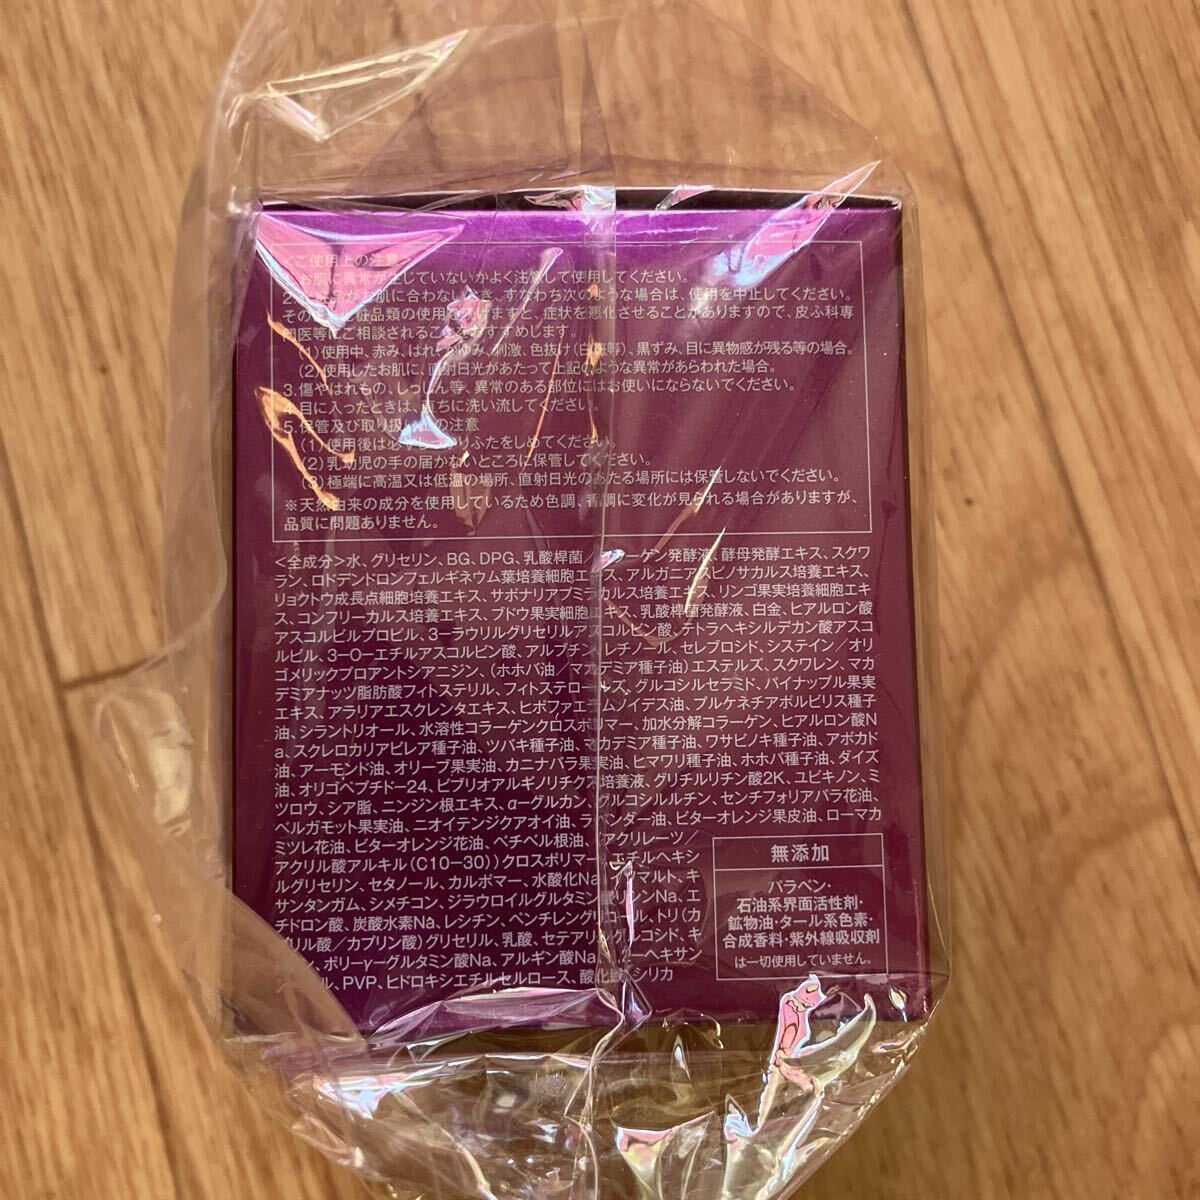 <ご使用上の注意>
お肌に異常が生じていないかよく注意して使用してください。
肌に合わない すなわち次のような場合は、使用を中止してください。
その 化粧品類の使用を 症状を悪化させることがありますので、皮ふ科専
門医等にご相談されることをおすすめします。
(1)使用中、赤み、はれ、かゆみ、刺激、色抜け(白斑等)、黒ずみ、目に異物感が残る等の場合。
(2)使用したお肌に、直射日光があたって上記のような異常があらわれた場合。
3.傷やはれもの、しっしん等、異常のある部位にはお使いにならないでください。
4.目に入ったときは、直ちに洗い流してください。
5.保管及び取り扱い上の注意
(1)使用後は必ずしっかりふたをしめてください。
(2)乳幼児の手の届かないところに保管してください。
(3)極端に高温又は低温の場所、直射日光のあたる場所には保管しないでください。
※天然由来の成分を使用しているため色調、香調に変化が見られる場合がありますが、
品質に問題ありません。
<全成分>水、グリセリン、BG、DPG、乳酸桿菌/コラーゲン発酵液、酵母発酵エキス、スクワ
ラン、ロドデンドロンフェルギネウム葉培養細胞エキス、アルガニアスピノサカルス培養エキス、
リョクトウ成長点細胞培養エキス、サポナリアプミラカルス培養エキス、リンゴ果実培養細胞エキ
ス、コンフリーカルス培養エキス、ブドウ果実細胞エキス、乳酸桿菌発酵液、白金、ヒアルロン酸
アスコルビルプロピル、3-ラウリルグリセリルアスコルビン酸、テトラヘキシルデカン酸アスコ
ルビル、3-O-エチルアスコルビン酸、アルブチン、レチノール、セレブロシド、システイン/オリ
ゴメリックプロアントシアニジン、(ホホバ油/マカデミア種子油)エステルズ、スクワレン、マカ
デミアナッツ脂肪酸フィトステリル、フィトステロールズ、グルコシルセラミド、パイナップル果実
エキス、アラリアエスクレンタエキス、ヒポファエラムノイデス油、プルケネチアボルビリス種子
油、シラントリオール、水溶性コラーゲンクロスポリマー、加水分解コラーゲン、ヒアルロン酸N
a、スクレロカリアビレア種子油、ツバキ種子油、マカデミア種子油、ワサビノキ種子油、アボカド
油、アーモンド油、オリーブ果実油、カニナバラ果実油、ヒマワリ種子油、ホホバ種子油、ダイズ
油、オリゴペプチド-24、ビブリオアルギノリチクス培養液、グリチルリチン酸2K、ユビキノン、ミ
ツロウ、シア脂、ニンジン根エキス、α-グルカン、グルコシルルチン、センチフォリアバラ花油、
ベルガモット果実油、ニオイテンジクアオイ油、ラベンダー油、ビターオレンジ果皮油、ローマカ
ミツレ花油、ビターオレンジ花油、ベチベル根油、(アクリレーツ/
アクリル酸アルキル(C10-30))クロスポリマー、エチルヘキシ
ルグリセリン、セタノール、カルボマー、水酸化Na、イソマルト、キ
サンタンガム、シメチコン、ジラウロイルグルタミン酸リシンNa、エ
チドロン酸、炭酸水素Na、レシチン、ペンチレングリコール、トリ(カ
プリル酸/カプリン酸)グリセリル、乳酸、セテアリルグルコシド、キ
ポリ-γ-グルタミン酸Na、アルギン酸Na、1,2-ヘキサン
PVP、ヒドロキシエチルセルロース、酸化鉄、シリカ
無添加
パラベン・
石油系界面活性剤・
鉱物油・タール系色素・
合成香料・紫外線吸収剤
は一切使用していません。